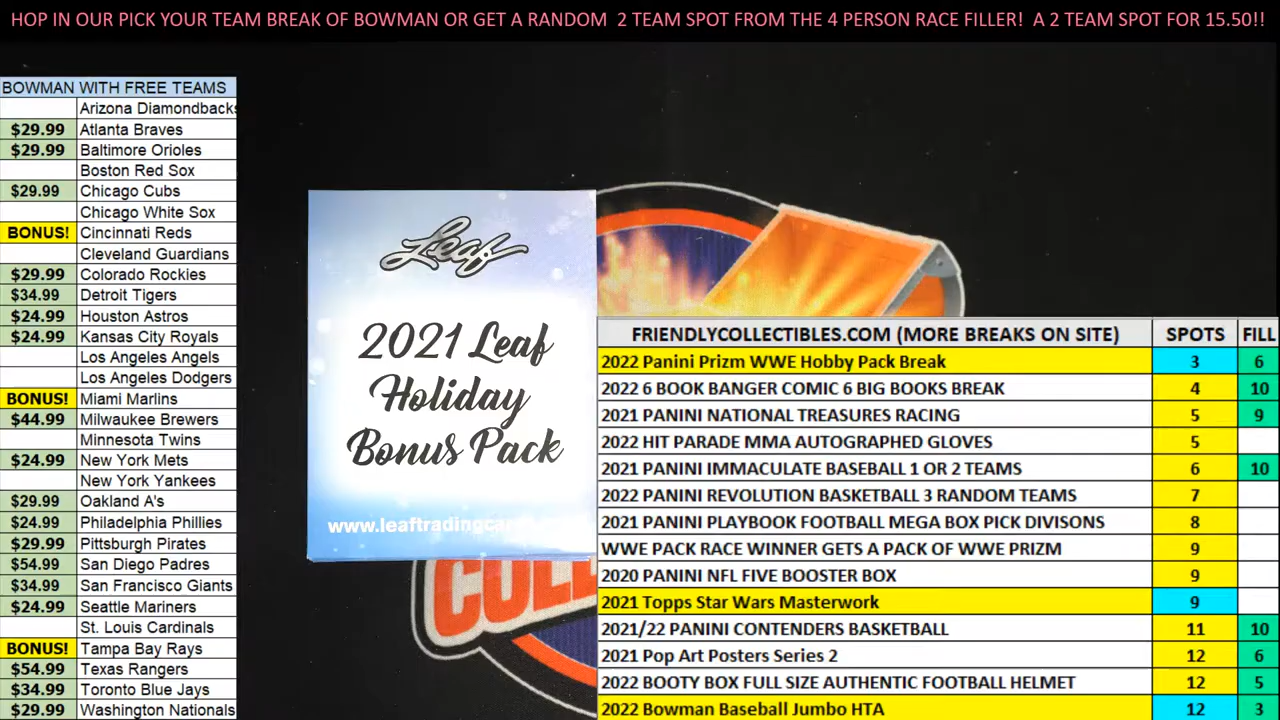 HOP IN OUR PICK YOUR TEAM BREAK OF BOWMAN OR GET A RANDOM 2 TEAM SPOT FROM THE 4 PERSON RACE FILLER! A 2 TEAM SPOT FOR 15.50!!
BOWMAN WITH FREE TEAMS
Arizona Diamondbacks
$29.99 Atlanta Braves
$29.99 Baltimore Orioles
Boston Red Sox
$29.99 Chicago Cubs
Chicago White Sox
BONUS! Cincinnati Reds
Cleveland Guardians
$29.99 Colorado Rockies
$34.99 Detroit Tigers
$24.99 Houston Astros
$24.99 Kansas City Royals
Los Angeles Angels
Los Angeles Dodgers
BONUS! Miami Marlins
$44.99 Milwaukee Brewers
Minnesota Twins
$24.99 New York Mets
New York Yankees
$29.99 Oakland A's
$24.99 Philadelphia Phillies
$29.99 Pittsburgh Pirates
$54.99 San Diego Padres
$34.99 San Francisco Giants
$24.99 Seattle Mariners
St. Louis Cardinals
BONUS! Tampa Bay Rays
$54.99 Texas Rangers
$34.99 Toronto Blue Jays
$29.99 Washington Nationals
Leaf
2021 Leaf
Holiday
Bonus Pack
www.leaftradingcar
COLL
FRIENDLYCOLLECTIBLES.COM (MORE BREAKS ON SITE) SPOTS FILL
2022 Panini Prizm WWE Hobby Pack Break 3 6
2022 6 BOOK BANGER COMIC 6 BIG BOOKS BREAK 4 10
2021 PANINI NATIONAL TREASURES RACING 5 9
2022 HIT PARADE MMA AUTOGRAPHED GLOVES 5
2021 PANINI IMMACULATE BASEBALL 1 OR 2 TEAMS 6 10
2022 PANINI REVOLUTION BASKETBALL 3 RANDOM TEAMS 7
2021 PANINI PLAYBOOK FOOTBALL MEGA BOX PICK DIVISONS 8
WWE PACK RACE WINNER GETS A PACK OF WWE PRIZM 9
2020 PANINI NFL FIVE BOOSTER BOX 9
2021 Topps Star Wars Masterwork 9
2021/22 PANINI CONTENDERS BASKETBALL 11 10
2021 Pop Art Posters Series 2 12 6
2022 BOOTY BOX FULL SIZE AUTHENTIC FOOTBALL HELMET 12 5
2022 Bowman Baseball Jumbo HTA 12 3